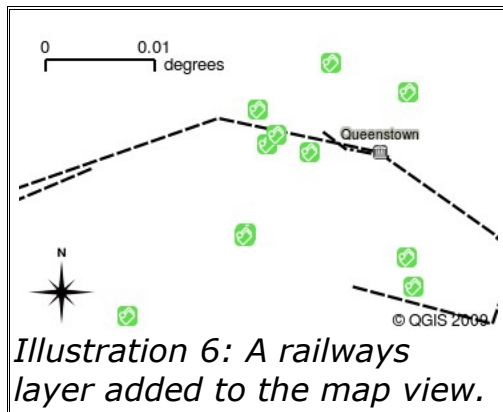 0 0.01
degrees
Queenstown
N
© QGIS 2009
Illustration 6: A railways
layer added to the map view.